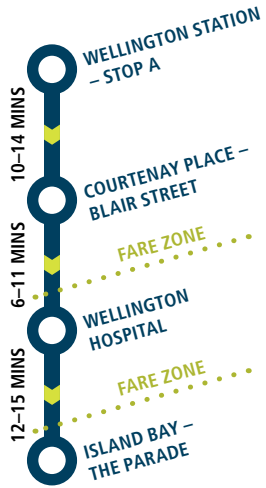 WELLINGTON STATION
– STOP A
10–14 MINS
COURTENAY PLACE –
BLAIR STREET
6–11 MINS
FARE ZONE
WELLINGTON
HOSPITAL
12–15 MINS
FARE ZONE
ISLAND BAY –
THE PARADE